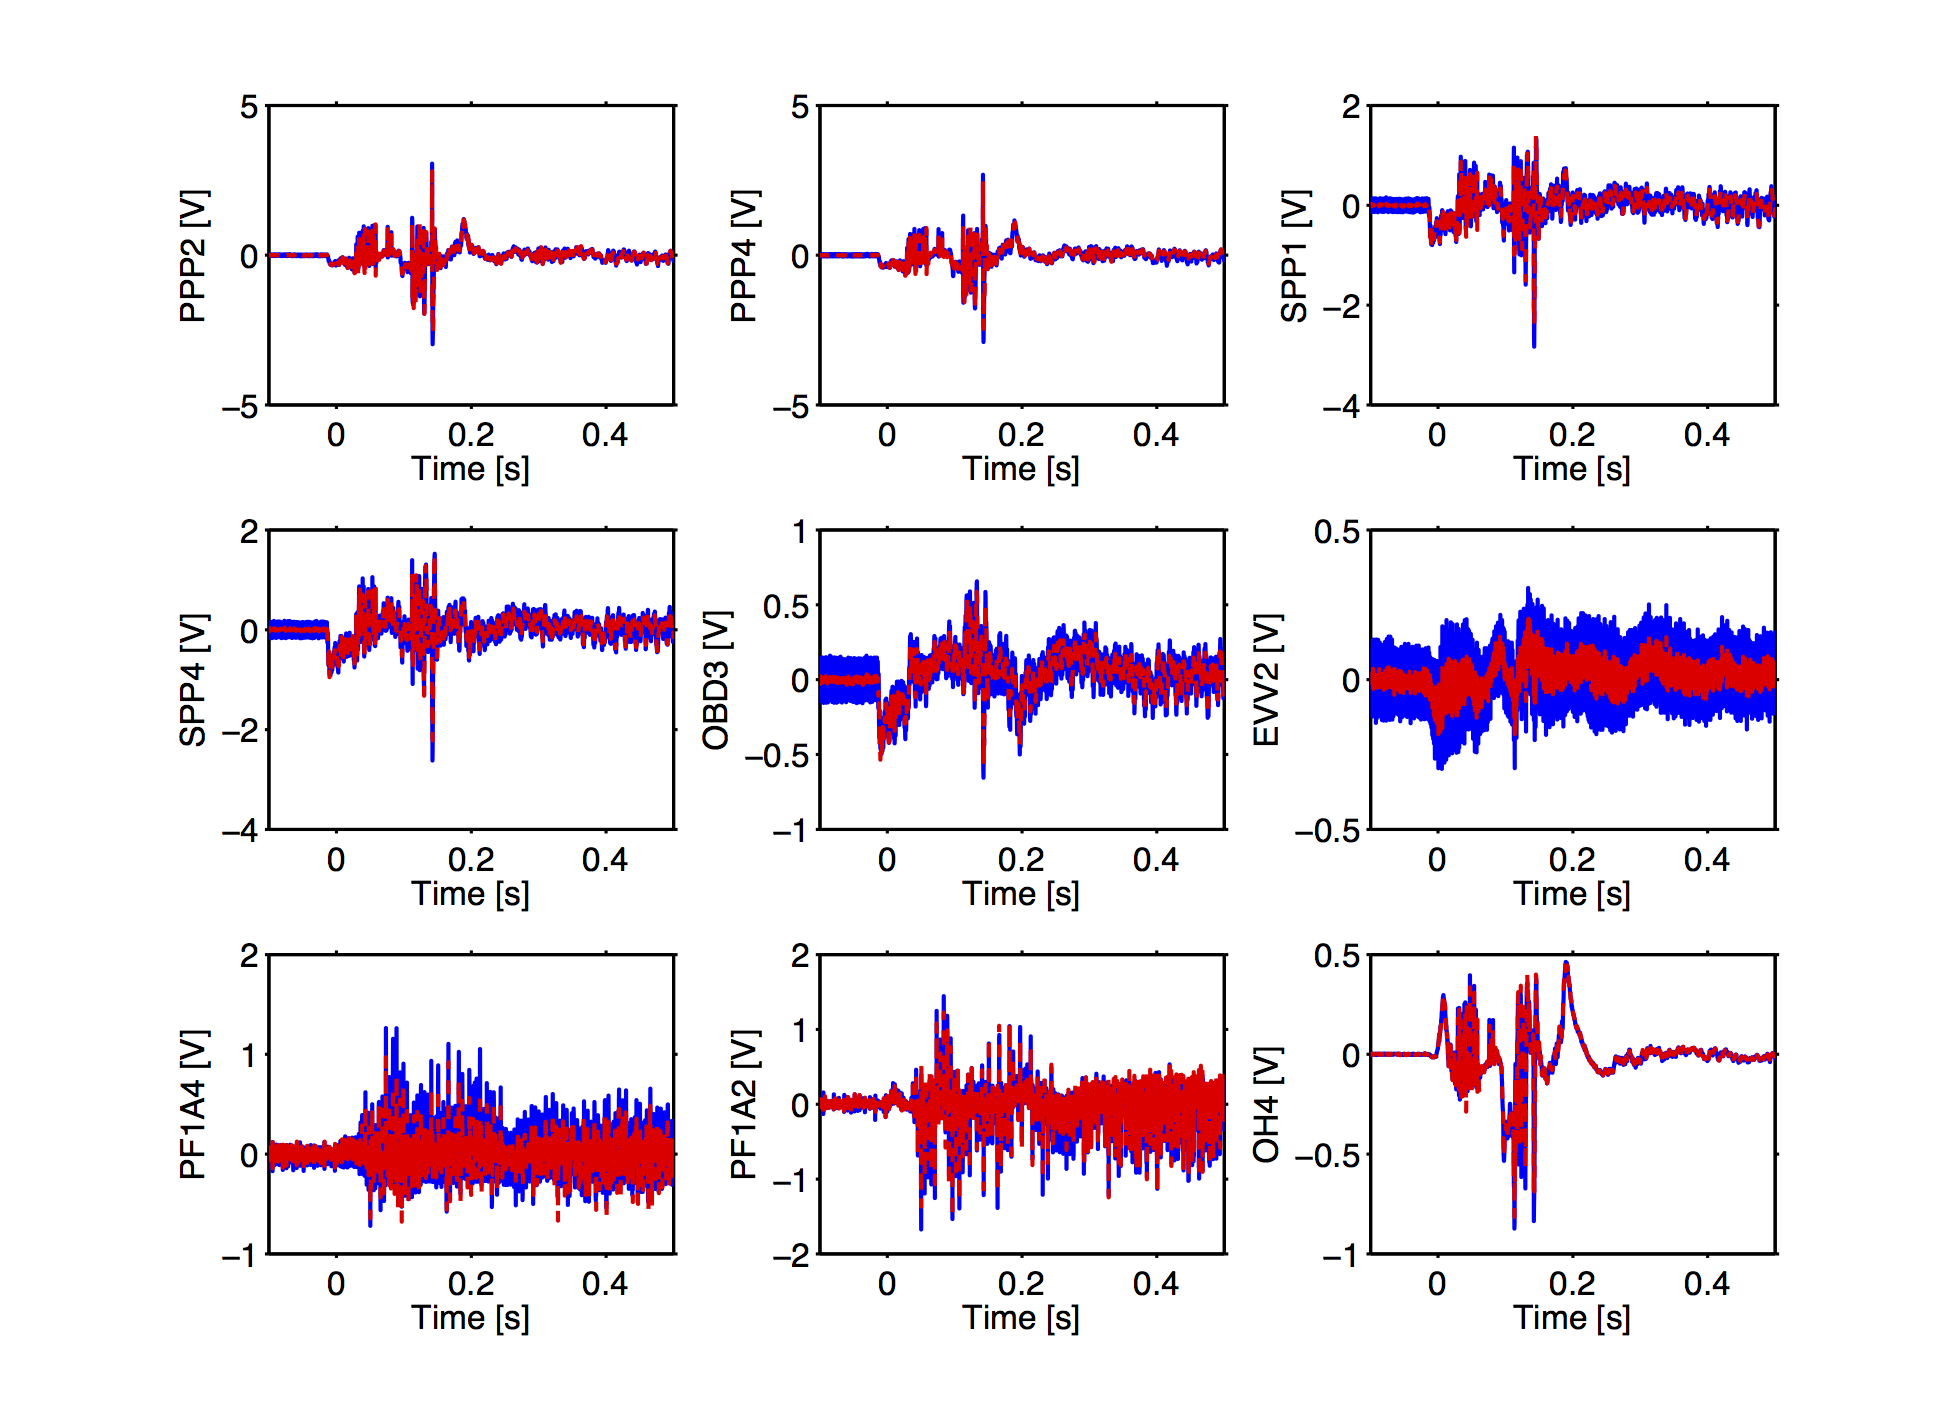 PPP2 [V]
5
0
−5
0 0.2 0.4
Time [s]
PPP4 [V]
5
0
−5
0 0.2 0.4
Time [s]
SPP1 [V]
2
0
−2
−4
0 0.2 0.4
Time [s]
SPP4 [V]
2
0
−2
−4
0 0.2 0.4
Time [s]
OBD3 [V]
1
0.5
0
−0.5
−1
0 0.2 0.4
Time [s]
EVV2 [V]
0.5
0
−0.5
0 0.2 0.4
Time [s]
PF1A4 [V]
2
1
0
−1
0 0.2 0.4
Time [s]
PF1A2 [V]
2
1
0
−1
−2
0 0.2 0.4
Time [s]
OH4 [V]
0.5
0
−0.5
−1
0 0.2 0.4
Time [s]